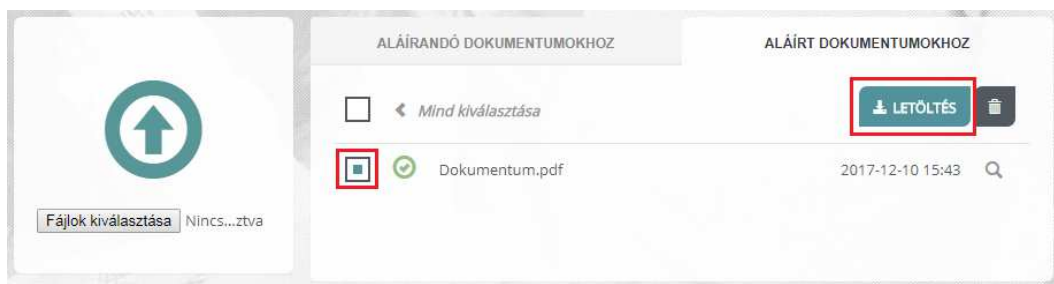 ALÁÍRANDÓ DOKUMENTUMOKHOZ
ALÁÍRT DOKUMENTUMOKHOZ
Mind kiválasztása
LETÖLTÉS
Dokumentum.pdf
2017-12-10 15:43
Fájlok kiválasztása Nincs...ztva